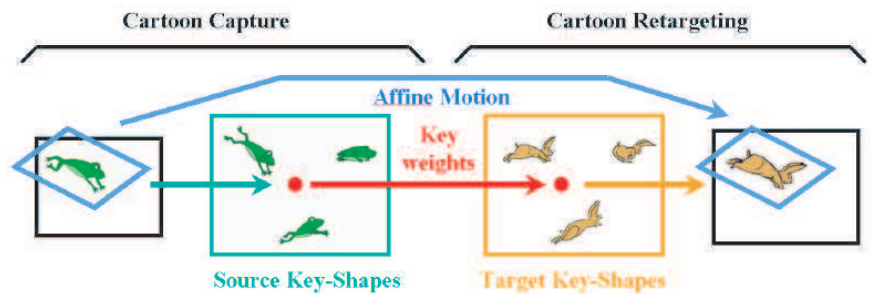 Cartoon Capture
Cartoon Retargeting
Affine Motion
Key
weights
Source Key-Shapes
Target Key-Shapes